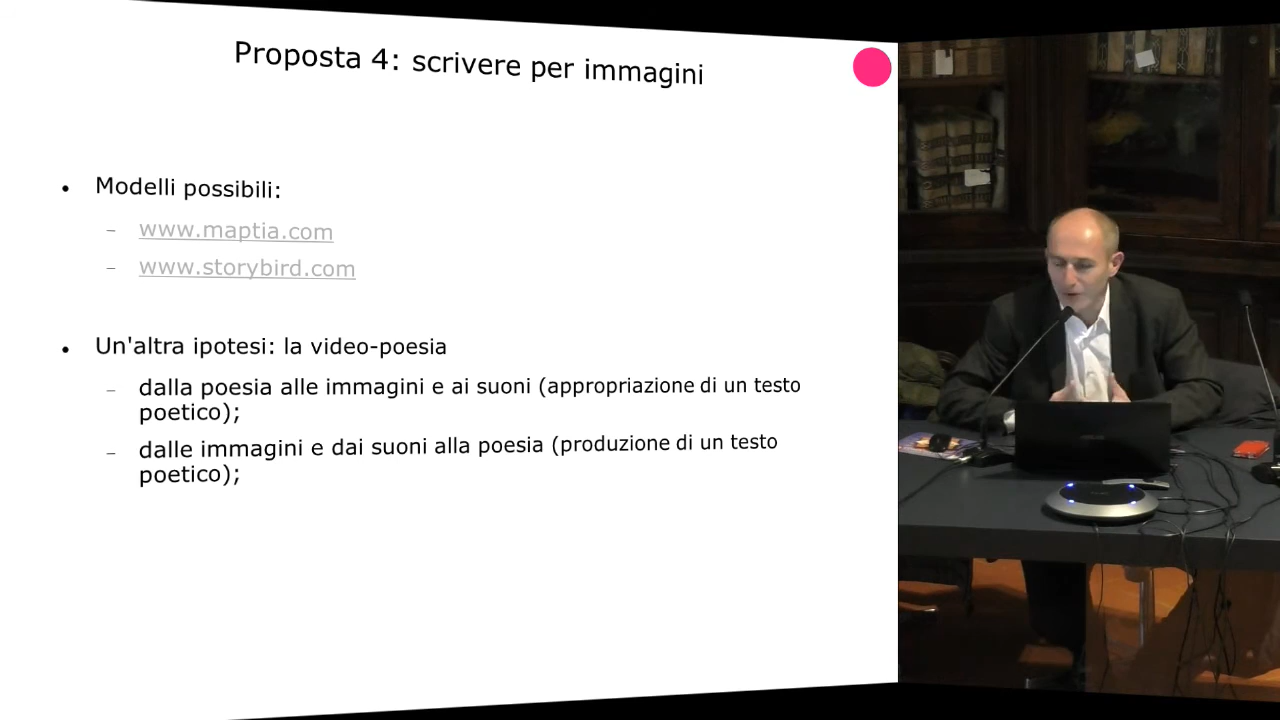 Proposta 4: scrivere per immagini
• Modelli possibili:
– www.maptia.com
– www.storybird.com
• Un'altra ipotesi: la video-poesia
– dalla poesia alle immagini e ai suoni (appropriazione di un testo
poetico);
– dalle immagini e dai suoni alla poesia (produzione di un testo
poetico);